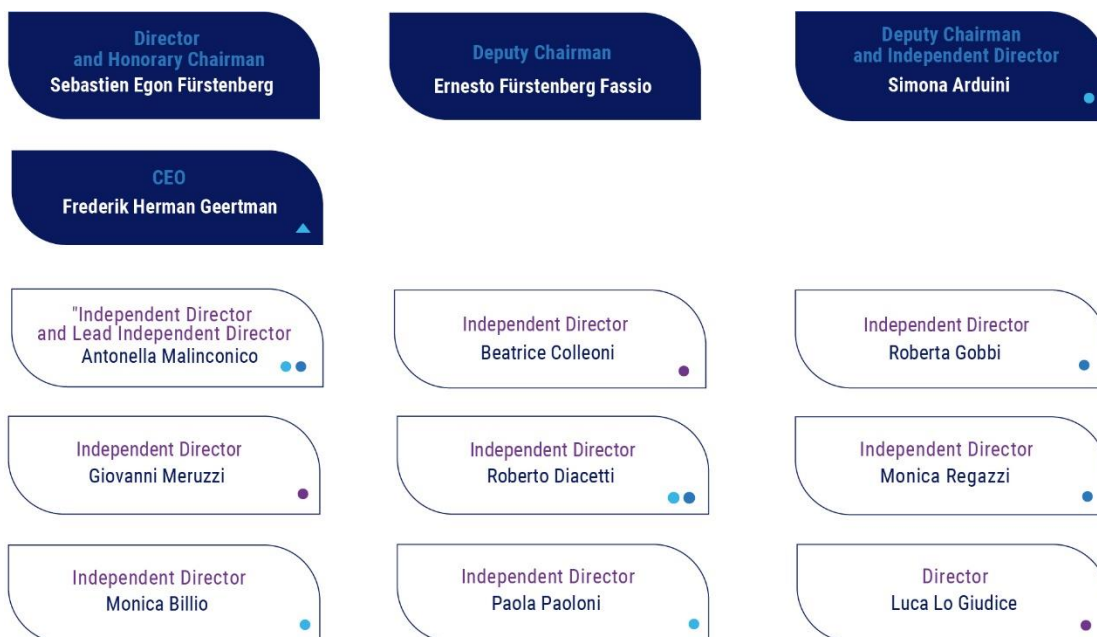 Director
and Honorary Chairman
Sebastien Egon Fürstenberg
Deputy Chairman
Ernesto Fürstenberg Fassio
Deputy Chairman
and Independent Director
Simona Arduini
CEO
Frederik Herman Geertman
"Independent Director
and Lead Independent Director
Antonella Malinconico
Independent Director
Beatrice Colleoni
Independent Director
Roberta Gobbi
Independent Director
Giovanni Meruzzi
Independent Director
Roberto Diacetti
Independent Director
Monica Regazzi
Independent Director
Monica Billio
Independent Director
Paola Paoloni
Director
Luca Lo Giudice